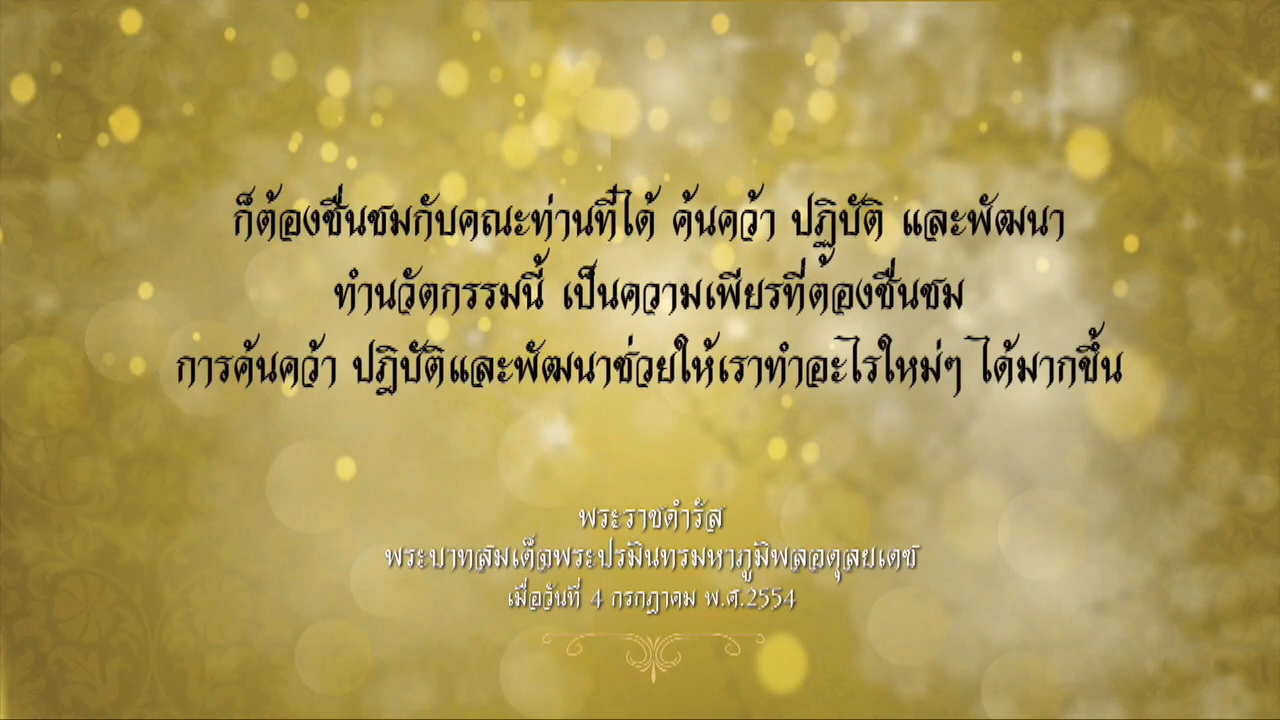 ก็ต้องชื่นชมกับคณะท่านที่ได้ ค้นคว้า ปฏิบัติ และพัฒนา
ทำนวัตกรรมนี้ เป็นความเพียรที่ต้องชื่นชม
การค้นคว้า ปฎิบัติและพัฒนาช่วยให้เราทำอะไรใหม่ๆ ได้มากขึ้น
พระราชดำรัส
พระบาทสมเด็จพระปรมินทรมหาภูมิพลอดุลยเดช
เมื่อวันที่ 4 กรกฎาคม พ.ศ.2554